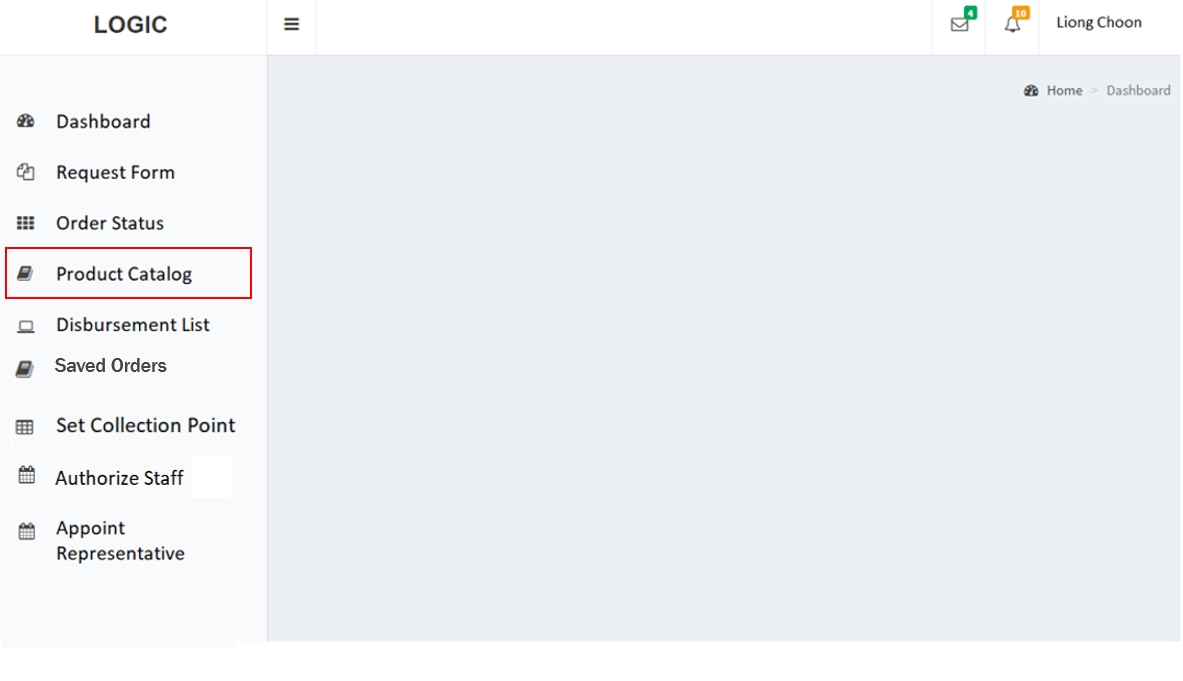 LOGIC
4
10
Liong Choon
Home > Dashboard
Dashboard
Request Form
Order Status
Product Catalog
Disbursement List
Saved Orders
Set Collection Point
Authorize Staff
Appoint
Representative